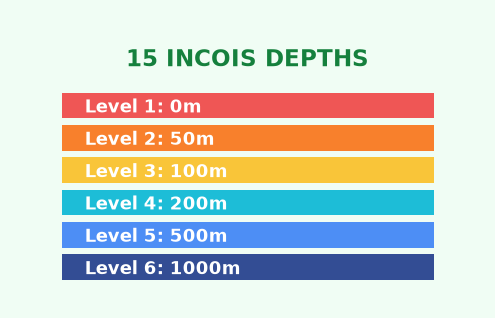 15 INCOIS DEPTHS
Level 1: 0m
Level 2: 50m
Level 3: 100m
Level 4: 200m
Level 5: 500m
Level 6: 1000m